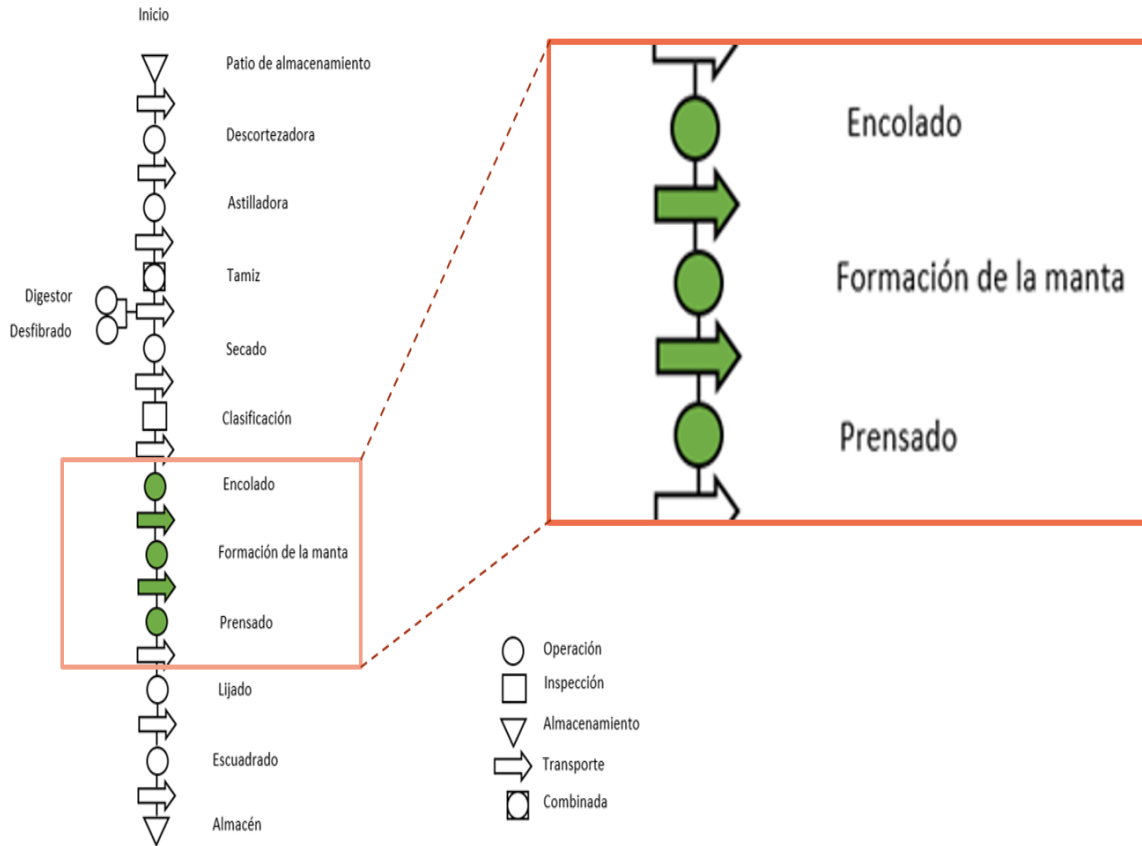 Inicio
Patio de almacenamiento
Descortezadora
Astilladora
Tamiz
Digestor
Desfibrado
Secado
Clasificación
Encolado
Formación de la manta
Prensado
Lijado
Escuadrado
Almacén
Encolado
Formación de la manta
Prensado
Operación
Inspección
Almacenamiento
Transporte
Combinada